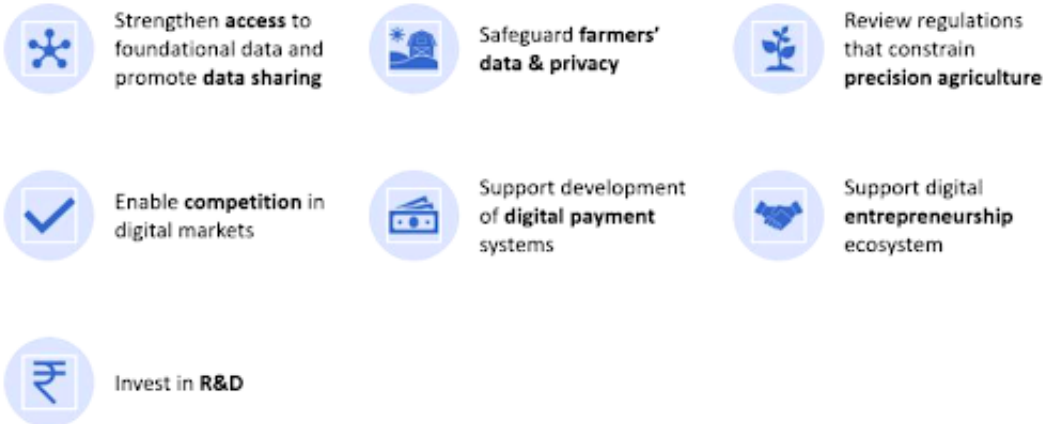 Strengthen access to
foundational data and
promote data sharing
Safeguard farmers'
data & privacy
Review regulations
that constrain
precision agriculture
Enable competition in
digital markets
Support development
of digital payment
systems
Support digital
entrepreneurship
ecosystem
₹
Invest in R&D